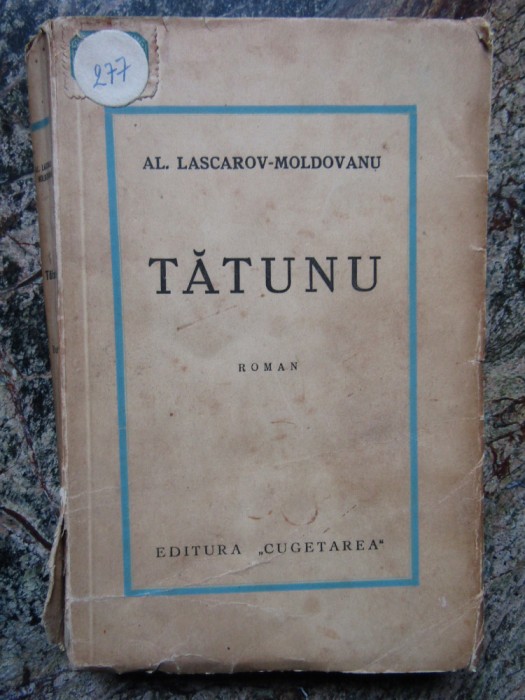 277
AL. LASCAROV-MOLDOVANU
TĂTUNU
ROMAN
EDITURA „CUGETAREA“